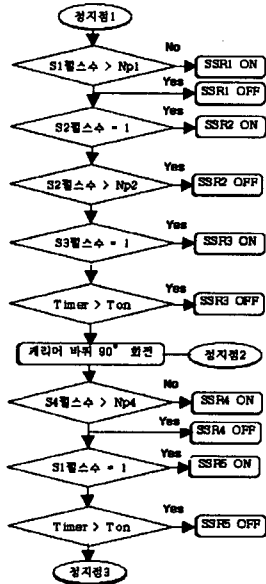 정지점1
No
S1펄스수 > Np1
SSR1 ON
Yes
SSR1 OFF
Yes
S2펄스수 = 1
SSR2 ON
Yes
S2펄스수 > Np2
SSR2 OFF
Yes
S3펄스수 = 1
SSR3 ON
Yes
Timer > Ton
SSR3 OFF
캐리어 바퀴 90° 회전
정지점2
No
S4펄스수 > Np4
SSR4 ON
Yes
SSR4 OFF
Yes
S1펄스수 = 1
SSR5 ON
Yes
Timer > Ton
SSR5 OFF
정지점3